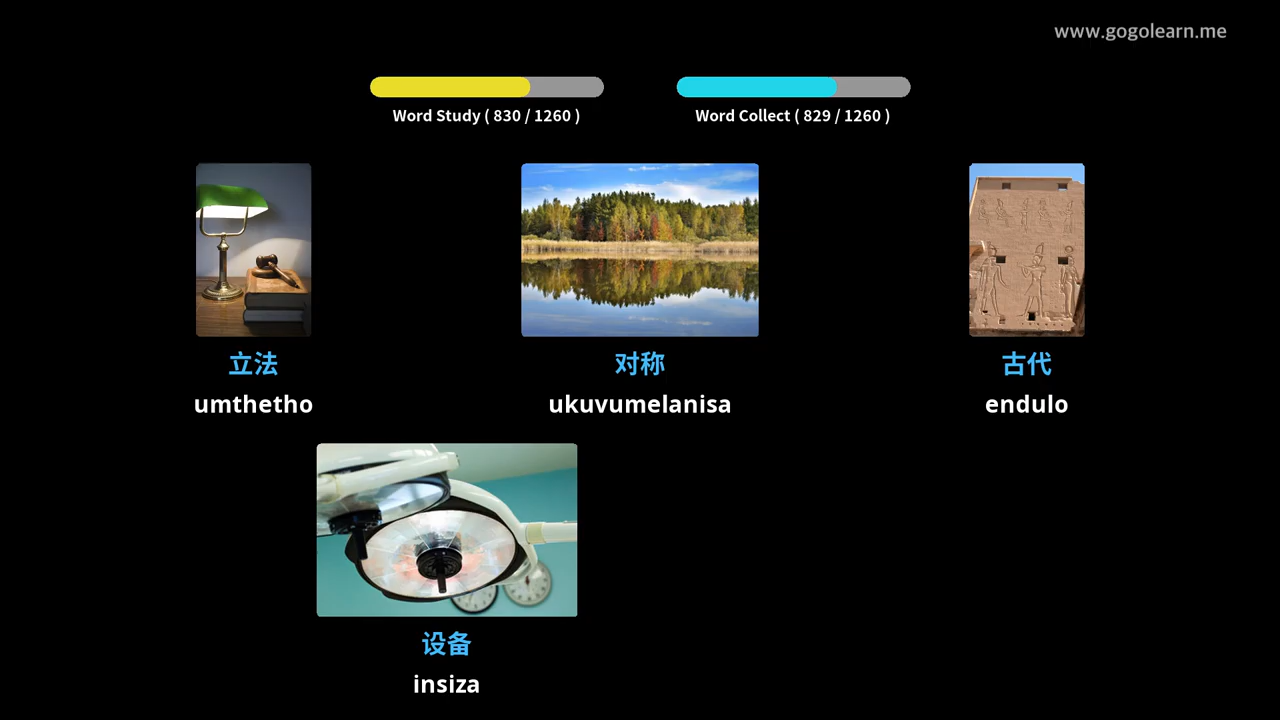 www.gogolearn.me
Word Study ( 830 / 1260 )
Word Collect ( 829 / 1260 )
立法
对称
古代
umthetho
ukuvumelanisa
endulo
设备
insiza